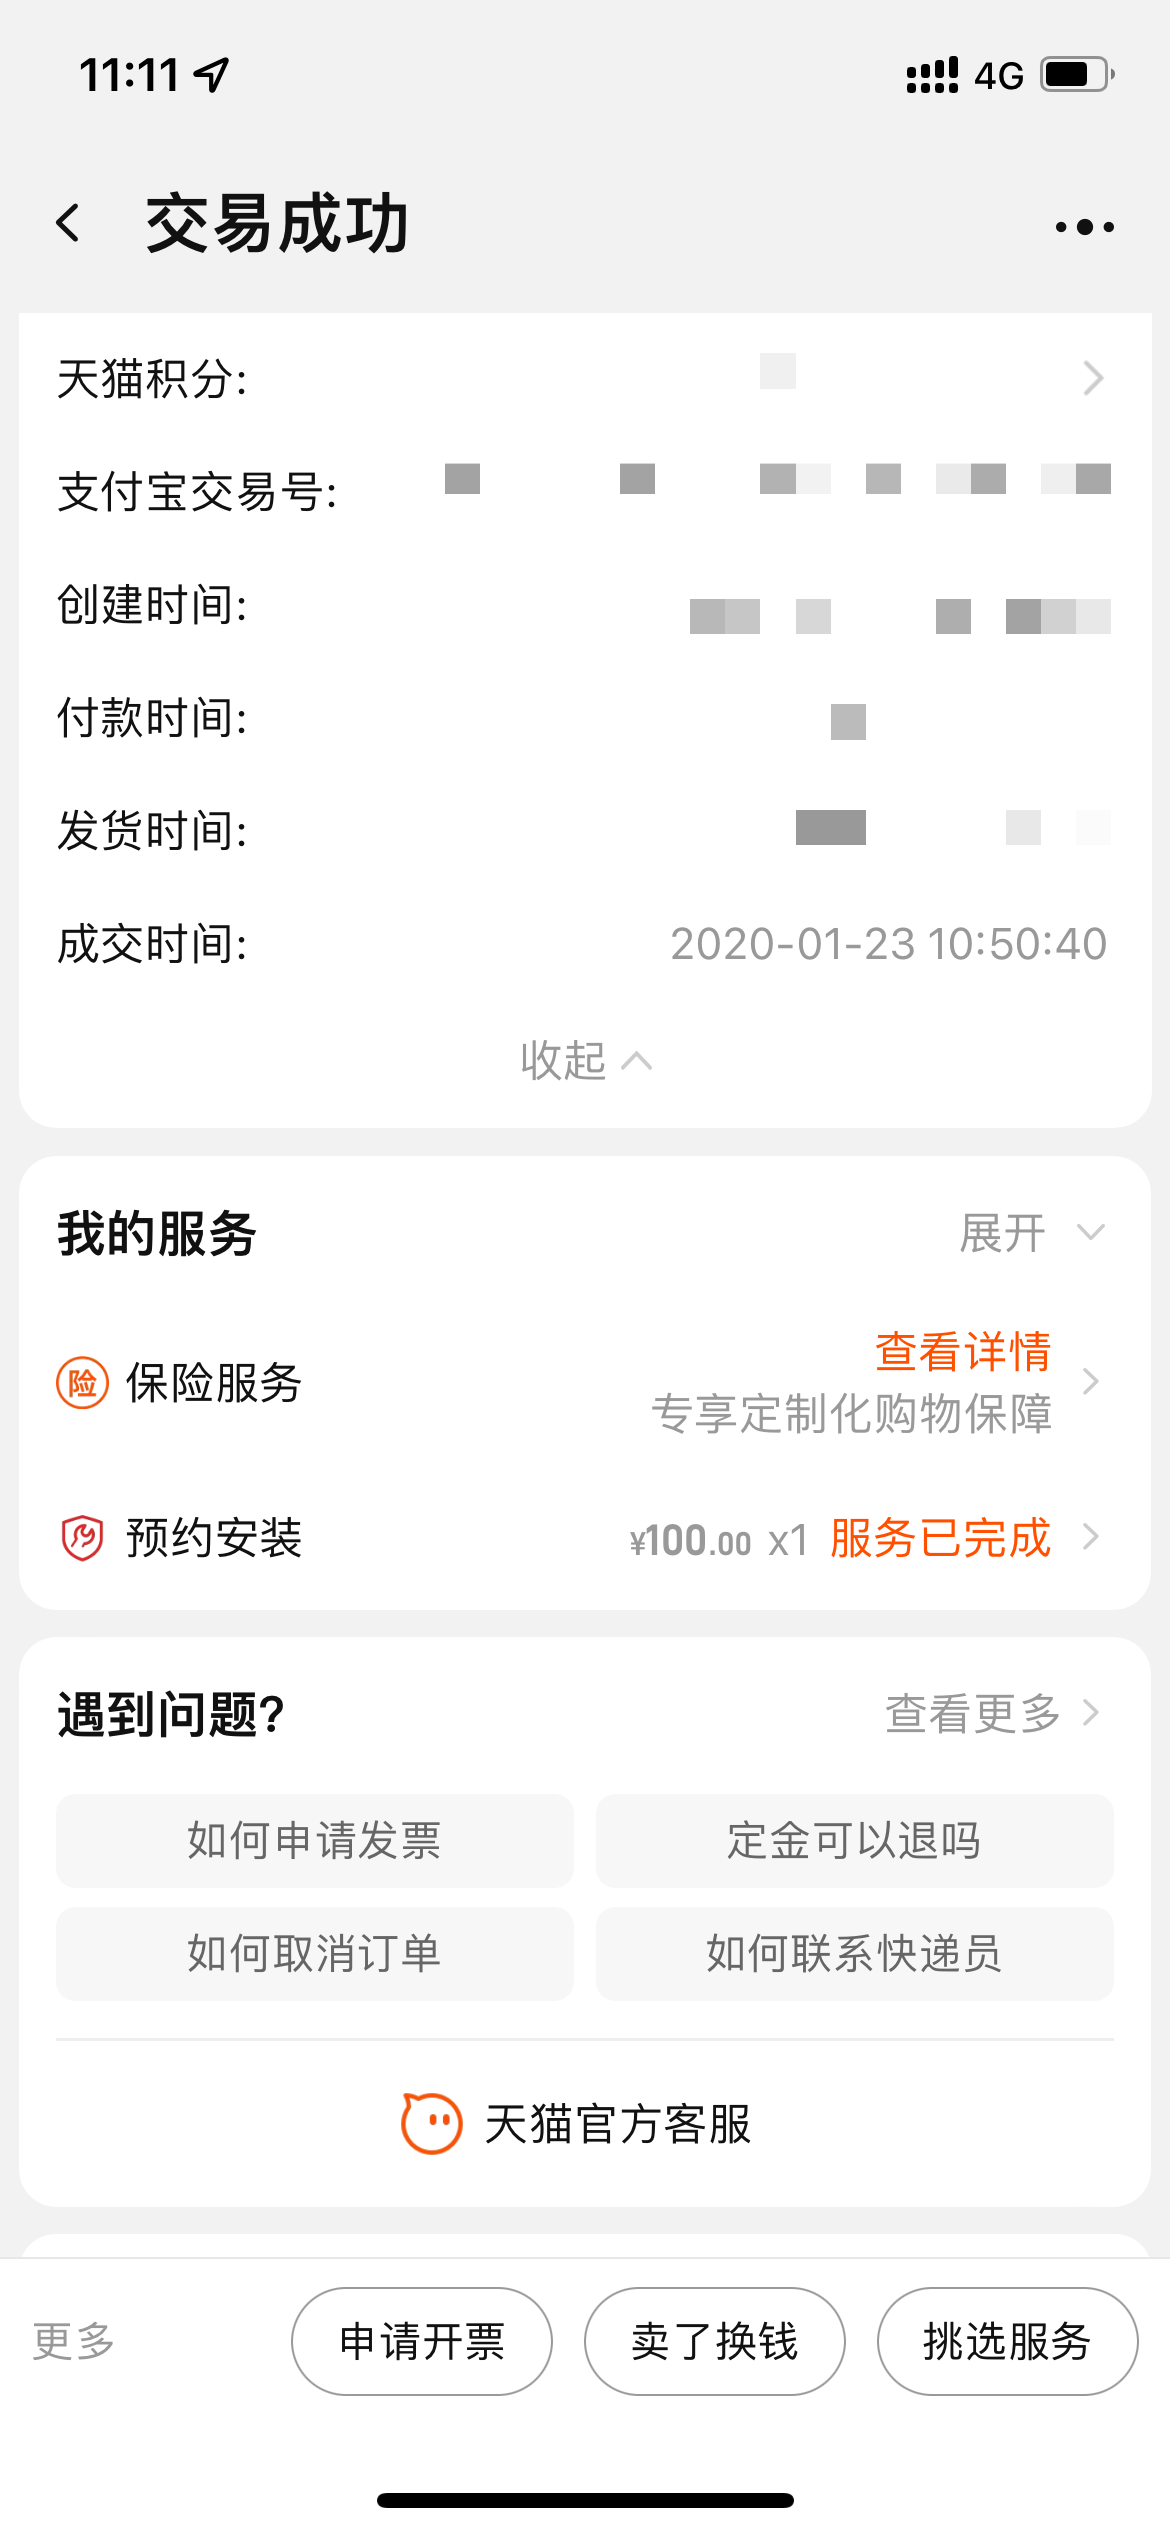 11:11
4G
交易成功
天猫积分:
支付宝交易号:
创建时间:
付款时间:
发货时间:
成交时间:
2020-01-23 10:50:40
收起
我的服务
展开
险 保险服务
查看详情
专享定制化购物保障
预约安装
¥100.00 x1 服务已完成
遇到问题?
查看更多
如何申请发票
定金可以退吗
如何取消订单
如何联系快递员
天猫官方客服
更多
申请开票
卖了换钱
挑选服务